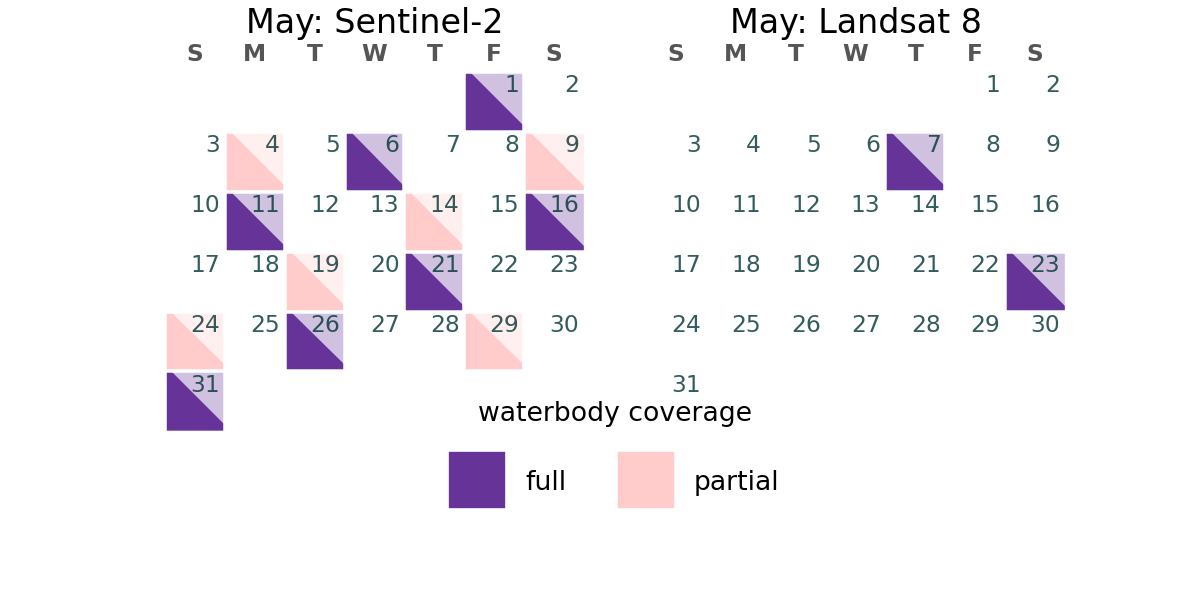 May: Sentinel-2
S M T W T F S
1 2
3 4 5 6 7 8 9
10 11 12 13 14 15 16
17 18 19 20 21 22 23
24 25 26 27 28 29 30
31
May: Landsat 8
S M T W T F S
1 2
3 4 5 6 7 8 9
10 11 12 13 14 15 16
17 18 19 20 21 22 23
24 25 26 27 28 29 30
31
waterbody coverage
full
partial